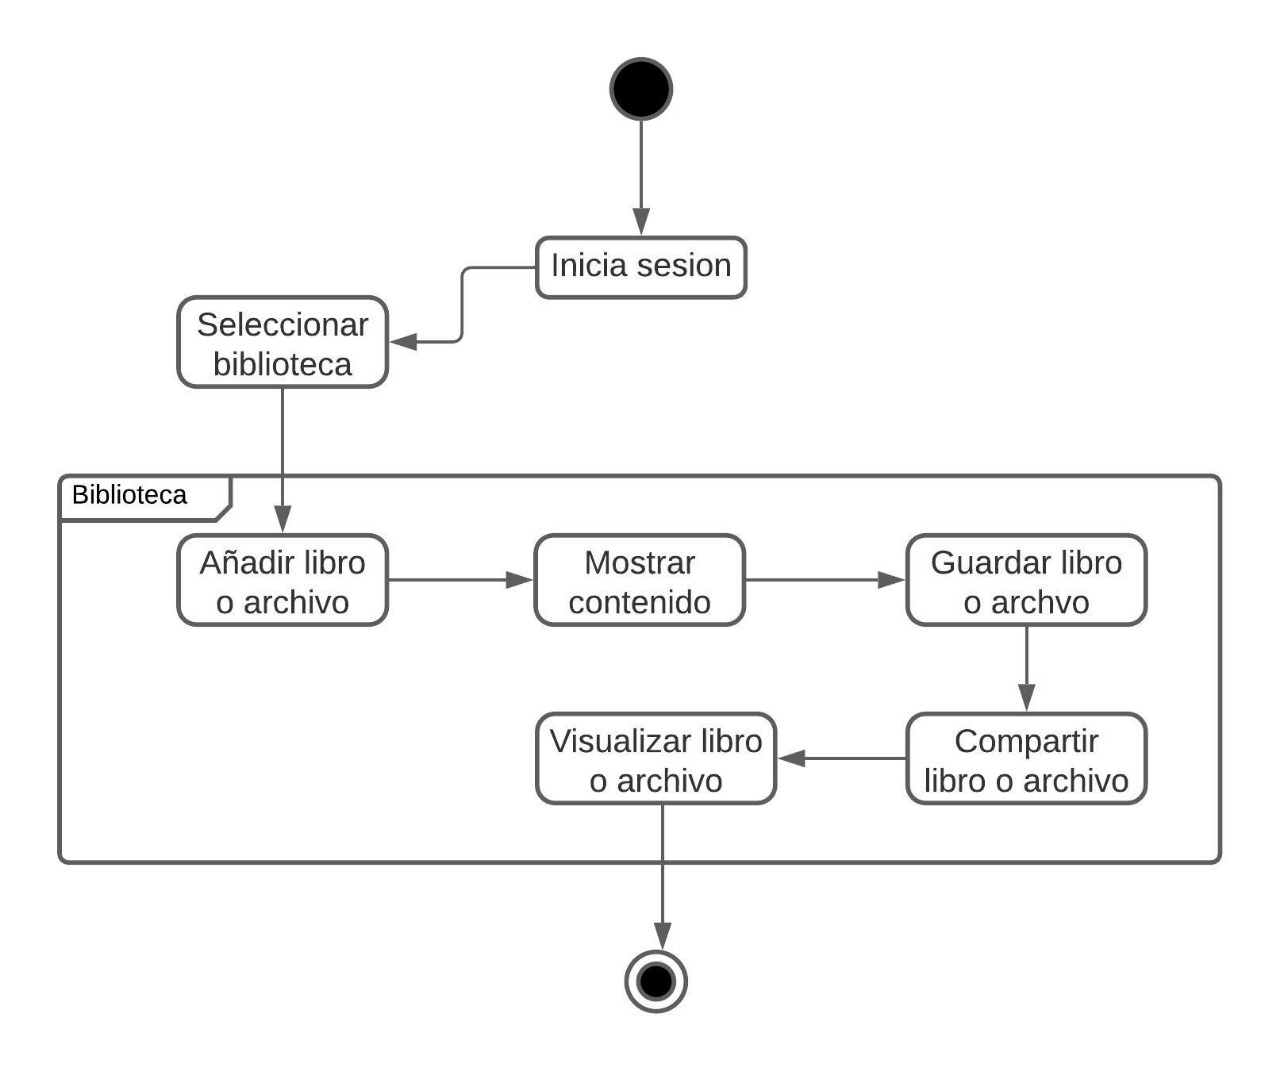 Inicia sesion
Seleccionar
biblioteca
Biblioteca
Añadir libro
o archivo
Mostrar
contenido
Guardar libro
o archvo
Compartir
libro o archivo
Visualizar libro
o archivo